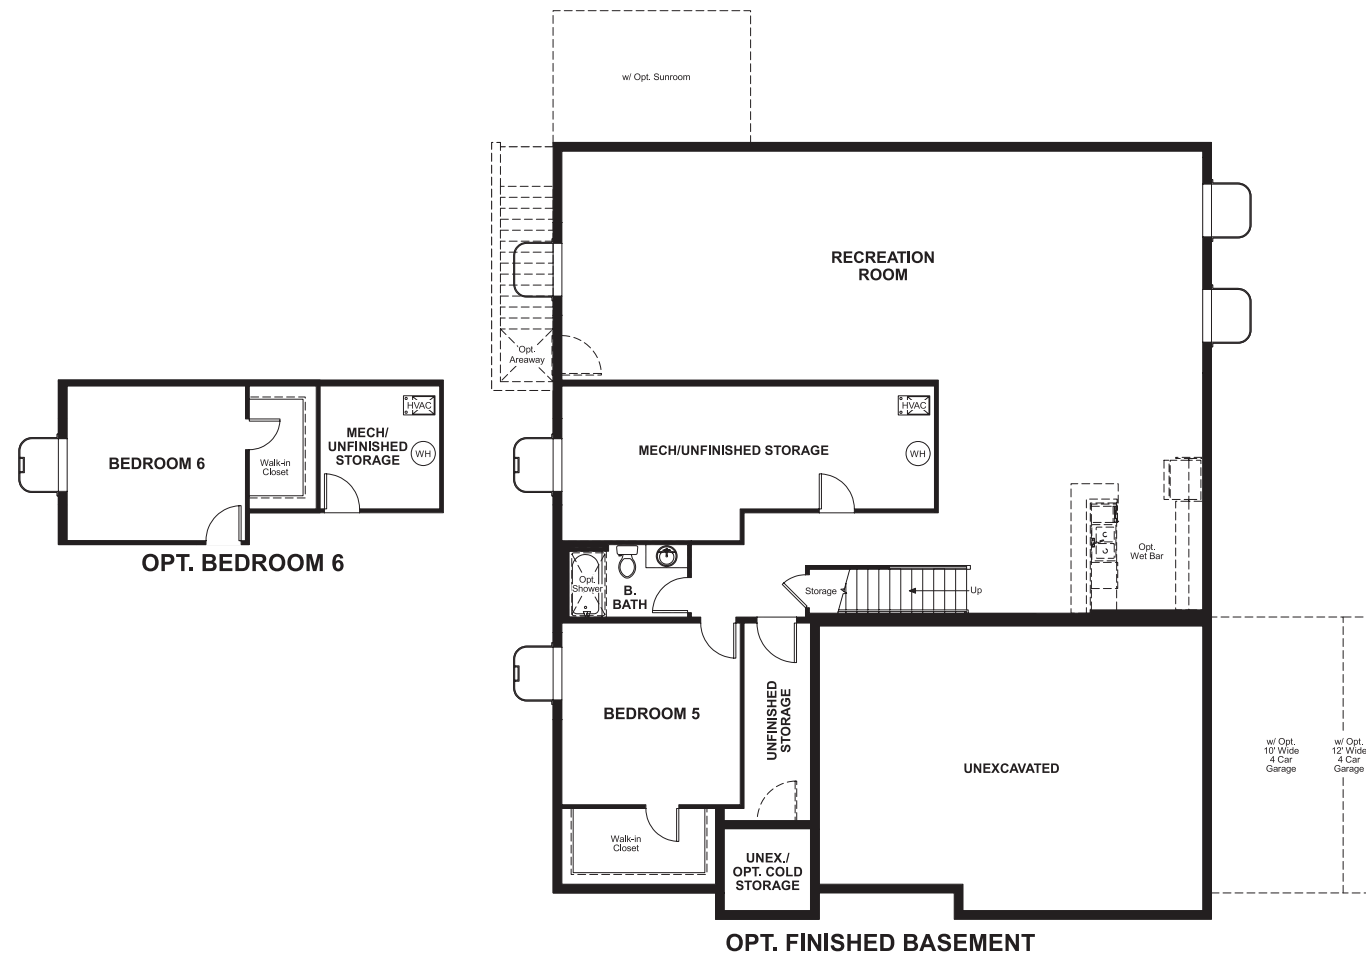 w/ Opt. Sunroom
RECREATION
ROOM
Opt.
Areaway
HVAC
MECH/
UNFINISHED
STORAGE
WH
BEDROOM 6
Walk-in
Closet
OPT. BEDROOM 6
HVAC
MECH/UNFINISHED STORAGE
WH
Opt.
Wet Bar
Opt.
Shower
B.
BATH
Storage
Up
BEDROOM 5
UNFINISHED
STORAGE
UNEXCAVATED
w/ Opt.
10' Wide
4 Car
Garage
w/ Opt.
12' Wide
4 Car
Garage
Walk-in
Closet
UNEX./
OPT. COLD
STORAGE
OPT. FINISHED BASEMENT